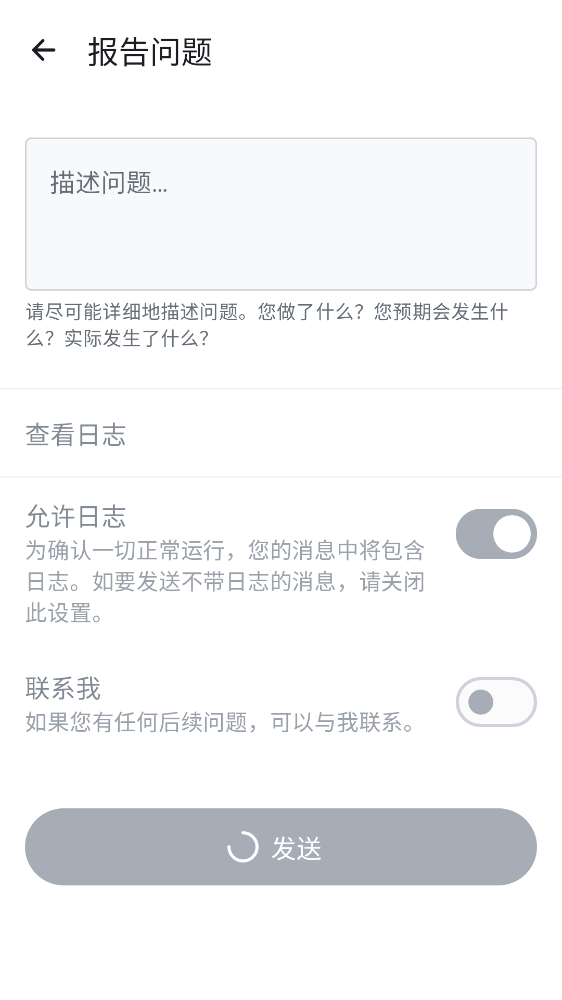 报告问题
描述问题...
请尽可能详细地描述问题。您做了什么？您预期会发生什
么？实际发生了什么？
查看日志
允许日志
为确认一切正常运行，您的消息中将包含
日志。如要发送不带日志的消息，请关闭
此设置。
联系我
如果您有任何后续问题，可以与我联系。
发送